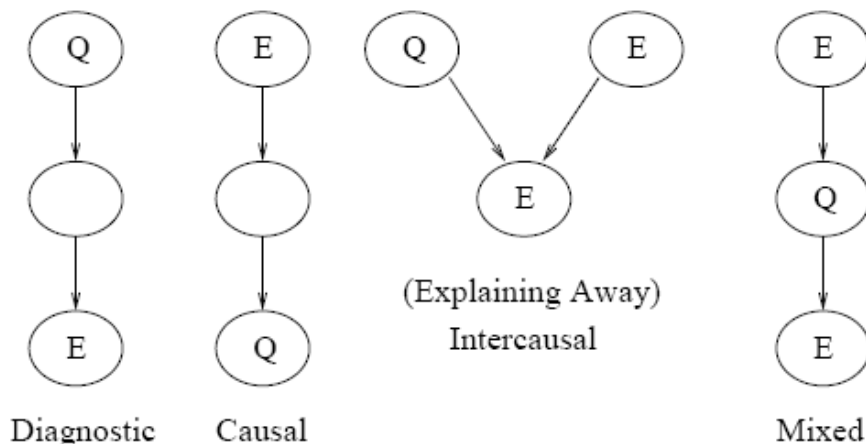 Q E Q E E
E Q
(Explaining Away)
Intercausal
E Q E
Diagnostic Causal Mixed